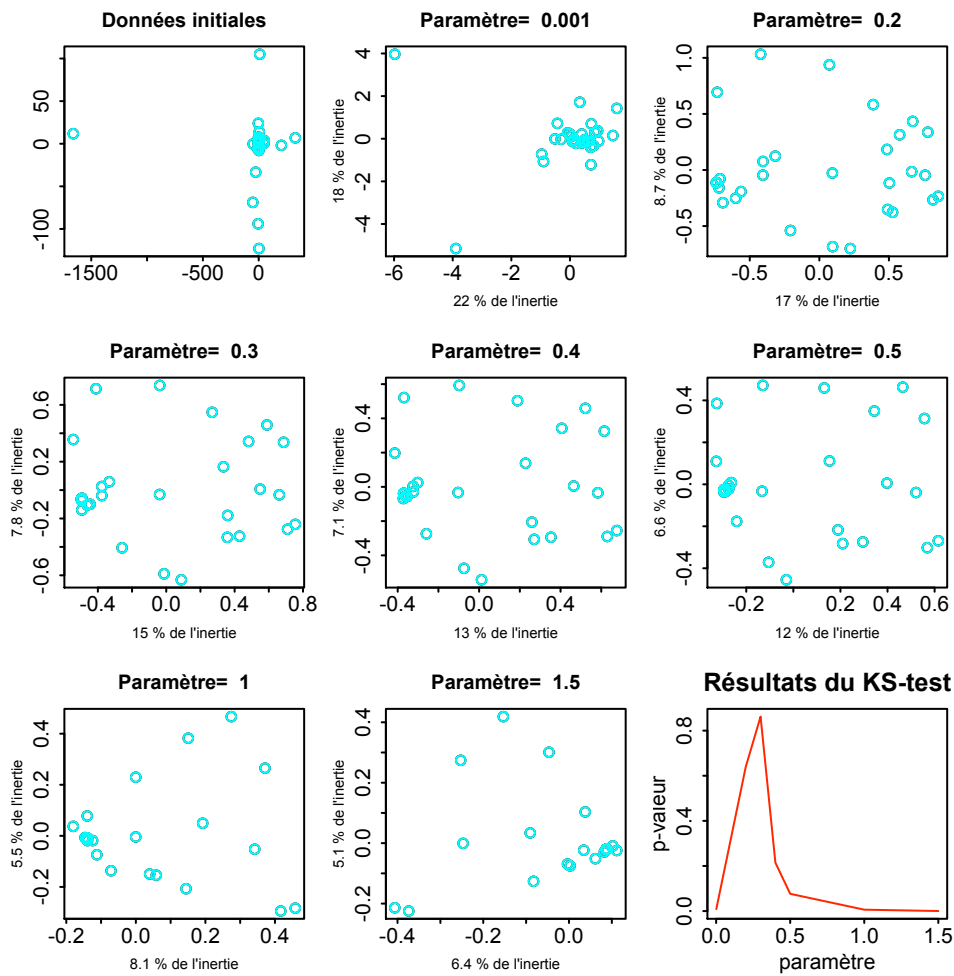 Données initiales
50
0
-100
-1500
-500
0
Paramètre=  0.001
18 % de l'inertie
4
2
0
-2
-4
-6
-4
-2
0
22 % de l'inertie
Paramètre=  0.2
8.7 % de l'inertie
1.0
0.5
0.0
-0.5
-0.5
0.0
0.5
17 % de l'inertie
Paramètre=  0.3
7.8 % de l'inertie
0.6
0.2
-0.2
-0.6
-0.4
0.0
0.4
0.8
15 % de l'inertie
Paramètre=  0.4
7.1 % de l'inertie
0.4
0.0
-0.4
-0.4
0.0
0.4
13 % de l'inertie
Paramètre=  0.5
6.6 % de l'inertie
0.4
0.0
-0.4
-0.2
0.2
0.4
0.6
12 % de l'inertie
Paramètre=  1
5.5 % de l'inertie
0.4
0.2
0.0
-0.2
-0.2
0.0
0.2
0.4
8.1 % de l'inertie
Paramètre=  1.5
5.1 % de l'inertie
0.4
0.2
0.0
-0.2
-0.4
-0.2
0.0
6.4 % de l'inertie
Résultats du KS-test
p-valeur
0.8
0.4
0.0
0.0
0.5
1.0
1.5
paramètre